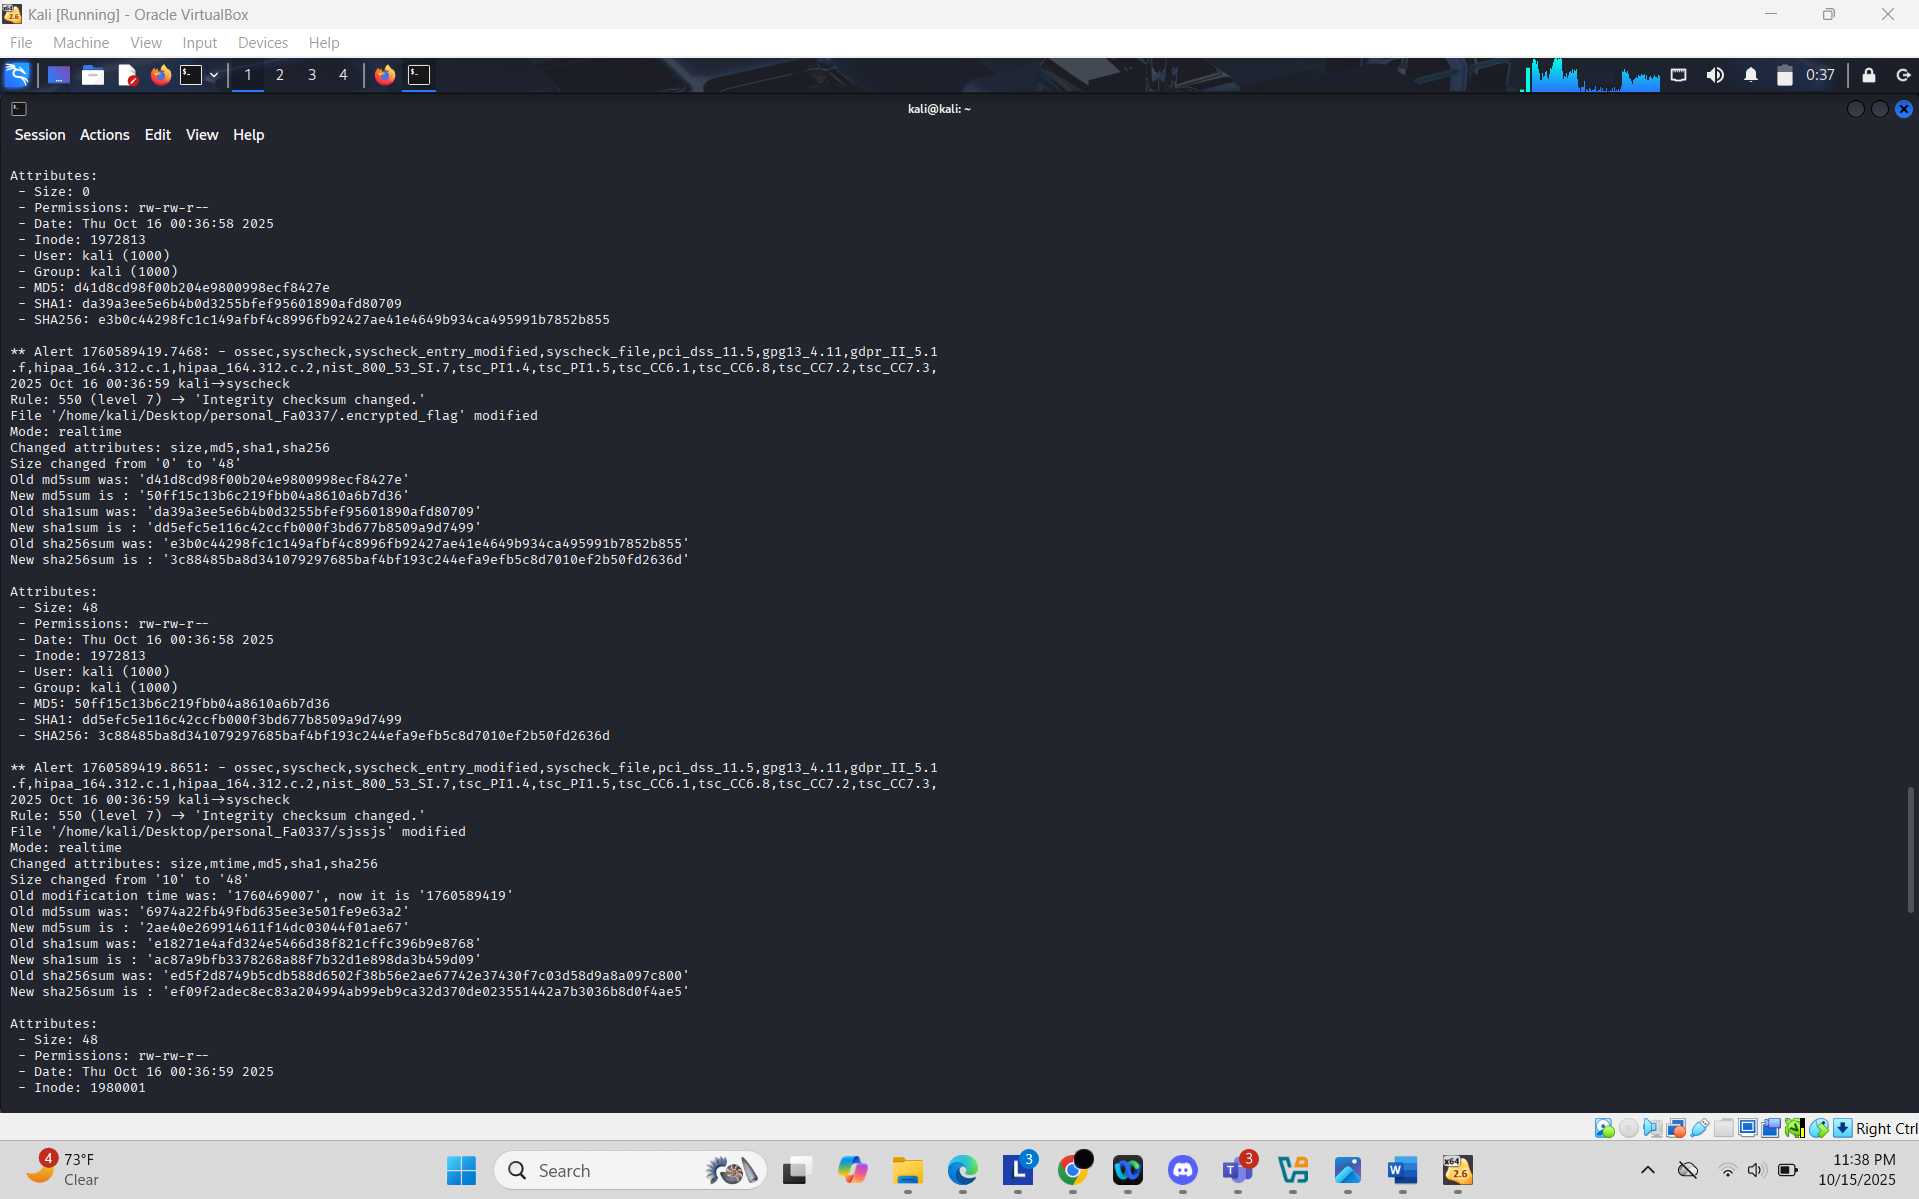 Kali [Running] - Oracle VirtualBox
File Machine View Input Devices Help
1 2 3 4 0:37
kali@kali: ~
Session Actions Edit View Help
Attributes:
- Size: 0
- Permissions: rw-rw-r--
- Date: Thu Oct 16 00:36:58 2025
- Inode: 1972813
- User: kali (1000)
- Group: kali (1000)
- MD5: d41d8cd98f00b204e9800998ecf8427e
- SHA1: da39a3ee5e6b4b0d3255bfef95601890afd80709
- SHA256: e3b0c44298fc1c149afbf4c8996fb92427ae41e4649b934ca495991b7852b855
** Alert 1760589419.7468: - ossec,syscheck,syscheck_entry_modified,syscheck_file,pci_dss_11.5,gpg13_4.11,gdpr_II_5.1
.f,hipaa_164.312.c.1,hipaa_164.312.c.2,nist_800_53_SI.7,tsc_PI1.4,tsc_PI1.5,tsc_CC6.1,tsc_CC6.8,tsc_CC7.2,tsc_CC7.3,
2025 Oct 16 00:36:59 kali->syscheck
Rule: 550 (level 7) -> 'Integrity checksum changed.'
File '/home/kali/Desktop/personal_Fa0337/.encrypted_flag' modified
Mode: realtime
Changed attributes: size,md5,sha1,sha256
Size changed from '0' to '48'
Old md5sum was: 'd41d8cd98f00b204e9800998ecf8427e'
New md5sum is : '50ff15c13b6c219fbb04a8610a6b7d36'
Old sha1sum was: 'da39a3ee5e6b4b0d3255bfef95601890afd80709'
New sha1sum is : 'dd5efc5e116c42ccfb000f3bd677b8509a9d7499'
Old sha256sum was: 'e3b0c44298fc1c149afbf4c8996fb92427ae41e4649b934ca495991b7852b855'
New sha256sum is : '3c88485ba8d341079297685baf4bf193c244efa9efb5c8d7010ef2b50fd2636d'
Attributes:
- Size: 48
- Permissions: rw-rw-r--
- Date: Thu Oct 16 00:36:58 2025
- Inode: 1972813
- User: kali (1000)
- Group: kali (1000)
- MD5: 50ff15c13b6c219fbb04a8610a6b7d36
- SHA1: dd5efc5e116c42ccfb000f3bd677b8509a9d7499
- SHA256: 3c88485ba8d341079297685baf4bf193c244efa9efb5c8d7010ef2b50fd2636d
** Alert 1760589419.8651: - ossec,syscheck,syscheck_entry_modified,syscheck_file,pci_dss_11.5,gpg13_4.11,gdpr_II_5.1
.f,hipaa_164.312.c.1,hipaa_164.312.c.2,nist_800_53_SI.7,tsc_PI1.4,tsc_PI1.5,tsc_CC6.1,tsc_CC6.8,tsc_CC7.2,tsc_CC7.3,
2025 Oct 16 00:36:59 kali->syscheck
Rule: 550 (level 7) -> 'Integrity checksum changed.'
File '/home/kali/Desktop/personal_Fa0337/sjssjs' modified
Mode: realtime
Changed attributes: size,mtime,md5,sha1,sha256
Size changed from '10' to '48'
Old modification time was: '1760469007', now it is '1760589419'
Old md5sum was: '6974a22fb49fbd635ee3e501fe9e63a2'
New md5sum is : '2ae40e269914611f14dc03044f01ae67'
Old sha1sum was: 'e18271e4afd324e5466d38f821cffc396b9e8768'
New sha1sum is : 'ac87a9bfb3378268a88f7b32d1e898da3b459d09'
Old sha256sum was: 'ed5f2d8749b5cdb588d6502f38b56e2ae67742e37430f7c03d58d9a8a097c800'
New sha256sum is : 'ef09f2adec8ec83a204994ab99eb9ca32d370de023551442a7b3036b8d0f4ae5'
Attributes:
- Size: 48
- Permissions: rw-rw-r--
- Date: Thu Oct 16 00:36:59 2025
- Inode: 1980001
Right Ctrl
4 73°F
Clear
Search
3
3
11:38 PM
10/15/2025